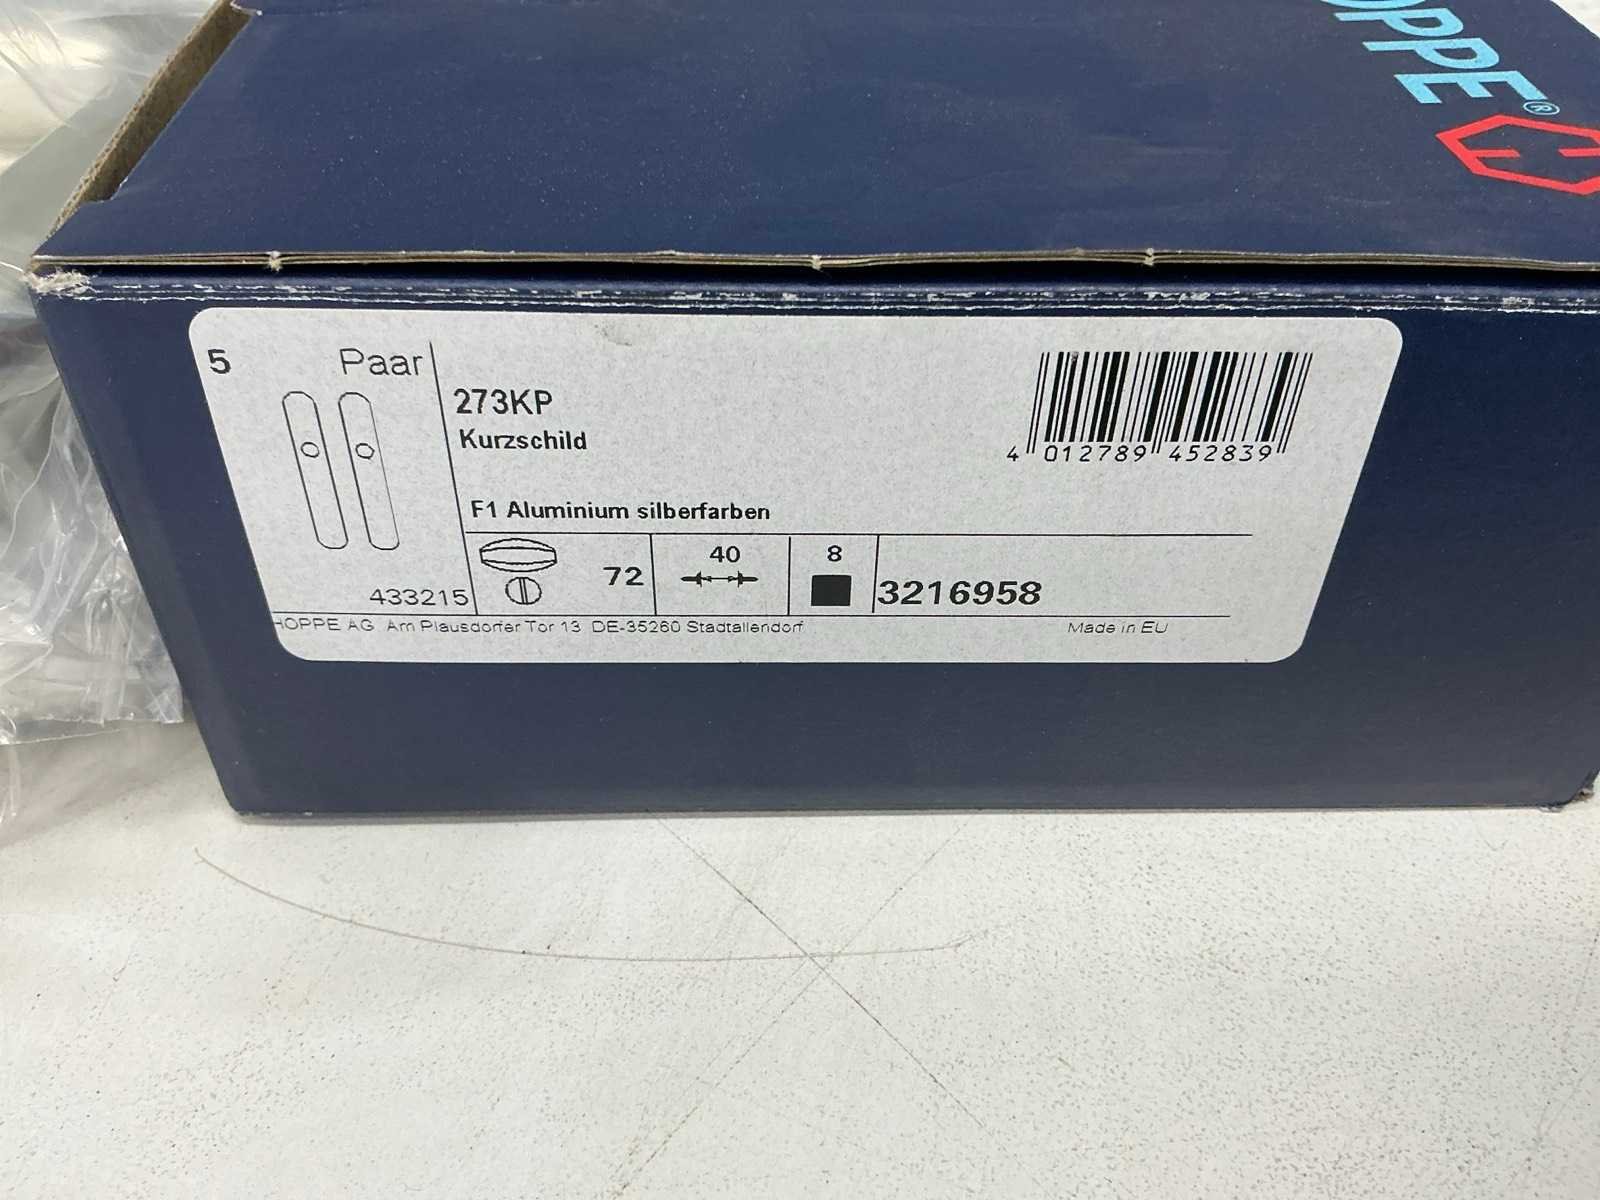 OPPE®
5 Paar
273KP
Kurzschild
4 012789 452839
F1 Aluminium silberfarben
72 40 8 3216958
433215
HOPPE AG Am Plausdorfer Tor 13 DE-35260 Stadtallendorf Made in EU